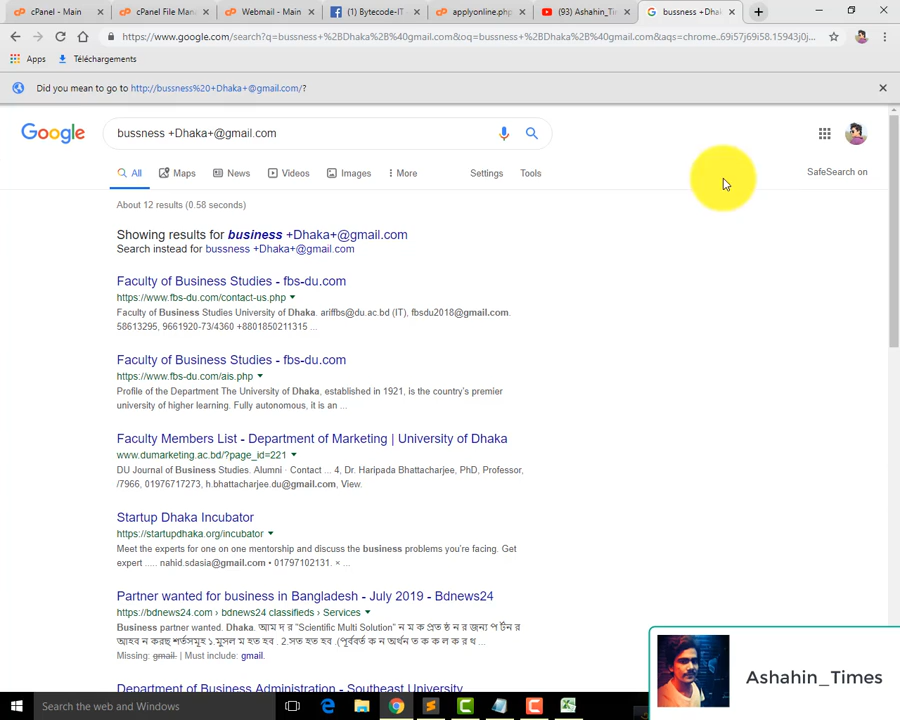 cPanel - Main
cPanel File Man
Webmail - Main
(1) Bytecode-IT
applyonline.php
(93) Ashahin_Ti
bussness +Dha
https://www.google.com/search?q=bussness+%2BDhaka%2B%40gmail.com&oq=bussness+%2BDhaka%2B%40gmail.com&aqs=chrome..69i57j69i58.15943j0j...
Apps
Téléchargements
Did you mean to go to http://bussness%20+Dhaka+@gmail.com/?
Google
bussness +Dhaka+@gmail.com
All
Maps
News
Videos
Images
More
Settings
Tools
SafeSearch on
About 12 results (0.58 seconds)
Showing results for business +Dhaka+@gmail.com
Search instead for bussness +Dhaka+@gmail.com
Faculty of Business Studies - fbs-du.com
https://www.fbs-du.com/contact-us.php
Faculty of Business Studies University of Dhaka. ariffbs@du.ac.bd (IT), fbsdu2018@gmail.com.
58613295, 9661920-73/4360 +8801850211315 ...
Faculty of Business Studies - fbs-du.com
https://www.fbs-du.com/ais.php
Profile of the Department The University of Dhaka, established in 1921, is the country's premier
university of higher learning. Fully autonomous, it is an ...
Faculty Members List - Department of Marketing | University of Dhaka
www.dumarketing.ac.bd/?page_id=221
DU Journal of Business Studies. Alumni · Contact ... 4, Dr. Haripada Bhattacharjee, PhD, Professor,
/7966, 01976717273, h.bhattacharjee.du@gmail.com, View.
Startup Dhaka Incubator
https://startupdhaka.org/incubator
Meet the experts for one on one mentorship and discuss the business problems you're facing. Get
expert ..... nahid.sdasia@gmail.com • 01797102131. × ...
Partner wanted for business in Bangladesh - July 2019 - Bdnews24
https://bdnews24.com › bdnews24 classifieds › Services
Business partner wanted. Dhaka. "Scientific Multi Solution"
Missing: gmail. | Must include: gmail.
Department of Business Administration - Southeast University
Ashahin_Times
Search the web and Windows